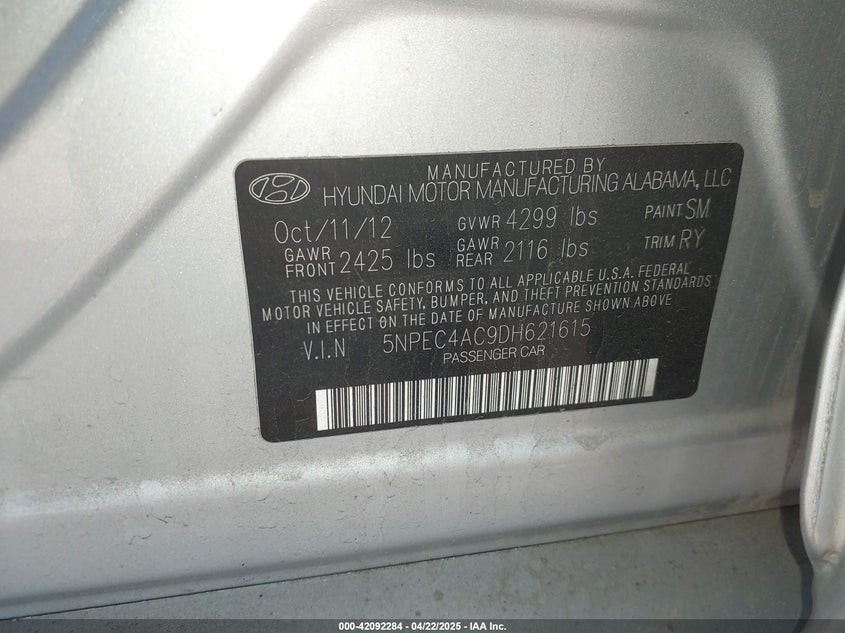 MANUFACTURED BY
HYUNDAI MOTOR MANUFACTURING ALABAMA, LLC
Oct/11/12 GVWR 4299 lbs PAINT SM
GAWR FRONT 2425 lbs GAWR REAR 2116 lbs TRIM RY
THIS VEHICLE CONFORMS TO ALL APPLICABLE U.S.A. FEDERAL
MOTOR VEHICLE SAFETY, BUMPER, AND THEFT PREVENTION STANDARDS
IN EFFECT ON THE DATE OF MANUFACTURE SHOWN ABOVE
V.I.N 5NPEC4AC9DH621615
PASSENGER CAR
000-42092284 - 04/22/2025 - IAA Inc.